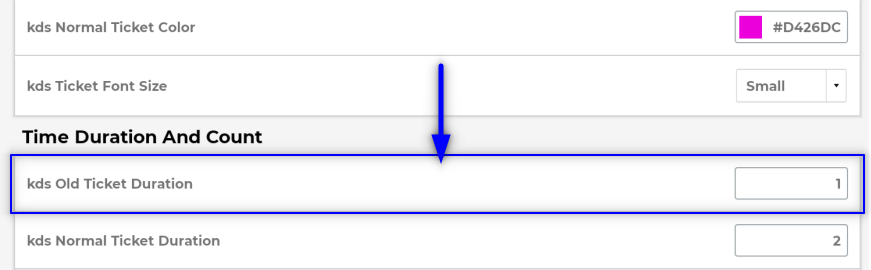 kds Normal Ticket Color
#D426DC
kds Ticket Font Size
Small
Time Duration And Count
kds Old Ticket Duration
1
kds Normal Ticket Duration
2